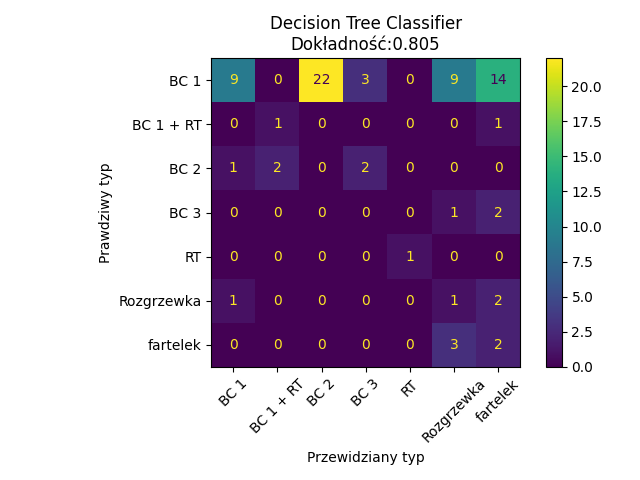 Decision Tree Classifier
Dokładność:0.805
Prawdziwy typ
BC 1 9 0 22 3 0 9 14
BC 1 + RT 0 1 0 0 0 0 1
BC 2 1 2 0 2 0 0 0
BC 3 0 0 0 0 0 1 2
RT 0 0 0 0 1 0 0
Rozgrzewka 1 0 0 0 0 1 2
fartelek 0 0 0 0 0 3 2
BC 1 BC 1 + RT BC 2 BC 3 RT Rozgrzewka fartelek
Przewidziany typ
20.0
17.5
15.0
12.5
10.0
7.5
5.0
2.5
0.0